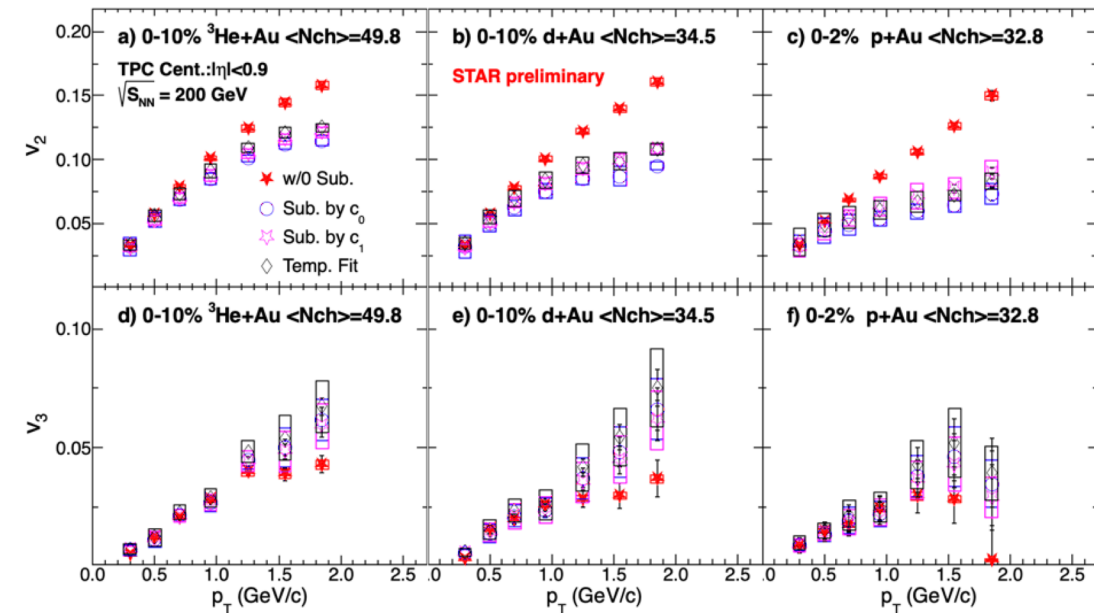 a) 0-10% ³He+Au <Nch>=49.8
TPC Cent.:|η|<0.9
√S_NN = 200 GeV
w/0 Sub.
Sub. by c₀
Sub. by c₁
Temp. Fit
b) 0-10% d+Au <Nch>=34.5
STAR preliminary
c) 0-2% p+Au <Nch>=32.8
0.20
0.15
0.10
0.05
V₂
d) 0-10% ³He+Au <Nch>=49.8
e) 0-10% d+Au <Nch>=34.5
f) 0-2% p+Au <Nch>=32.8
0.10
0.05
V₃
0.0 0.5 1.0 1.5 2.0 2.5 0.5 1.0 1.5 2.0 2.5 0.5 1.0 1.5 2.0 2.5
p_T (GeV/c) p_T (GeV/c) p_T (GeV/c)